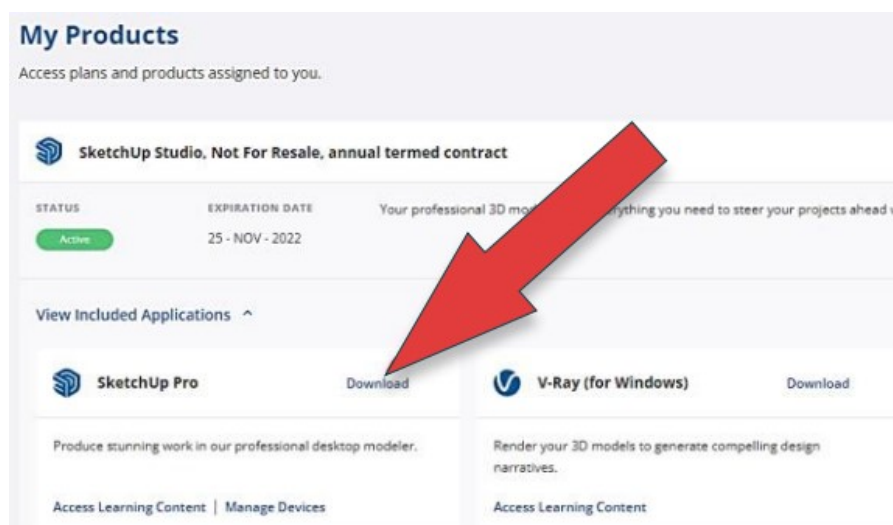 My Products
Access plans and products assigned to you.
SketchUp Studio, Not For Resale, annual termed contract
STATUS
EXPIRATION DATE
Your professional 3D everything you need to steer your projects ahead
Active
25 - NOV - 2022
View Included Applications
SketchUp Pro
Download
V-Ray (for Windows)
Download
Produce stunning work in our professional desktop modeler.
Render your 3D models to generate compelling design
narratives.
Access Learning Content | Manage Devices
Access Learning Content